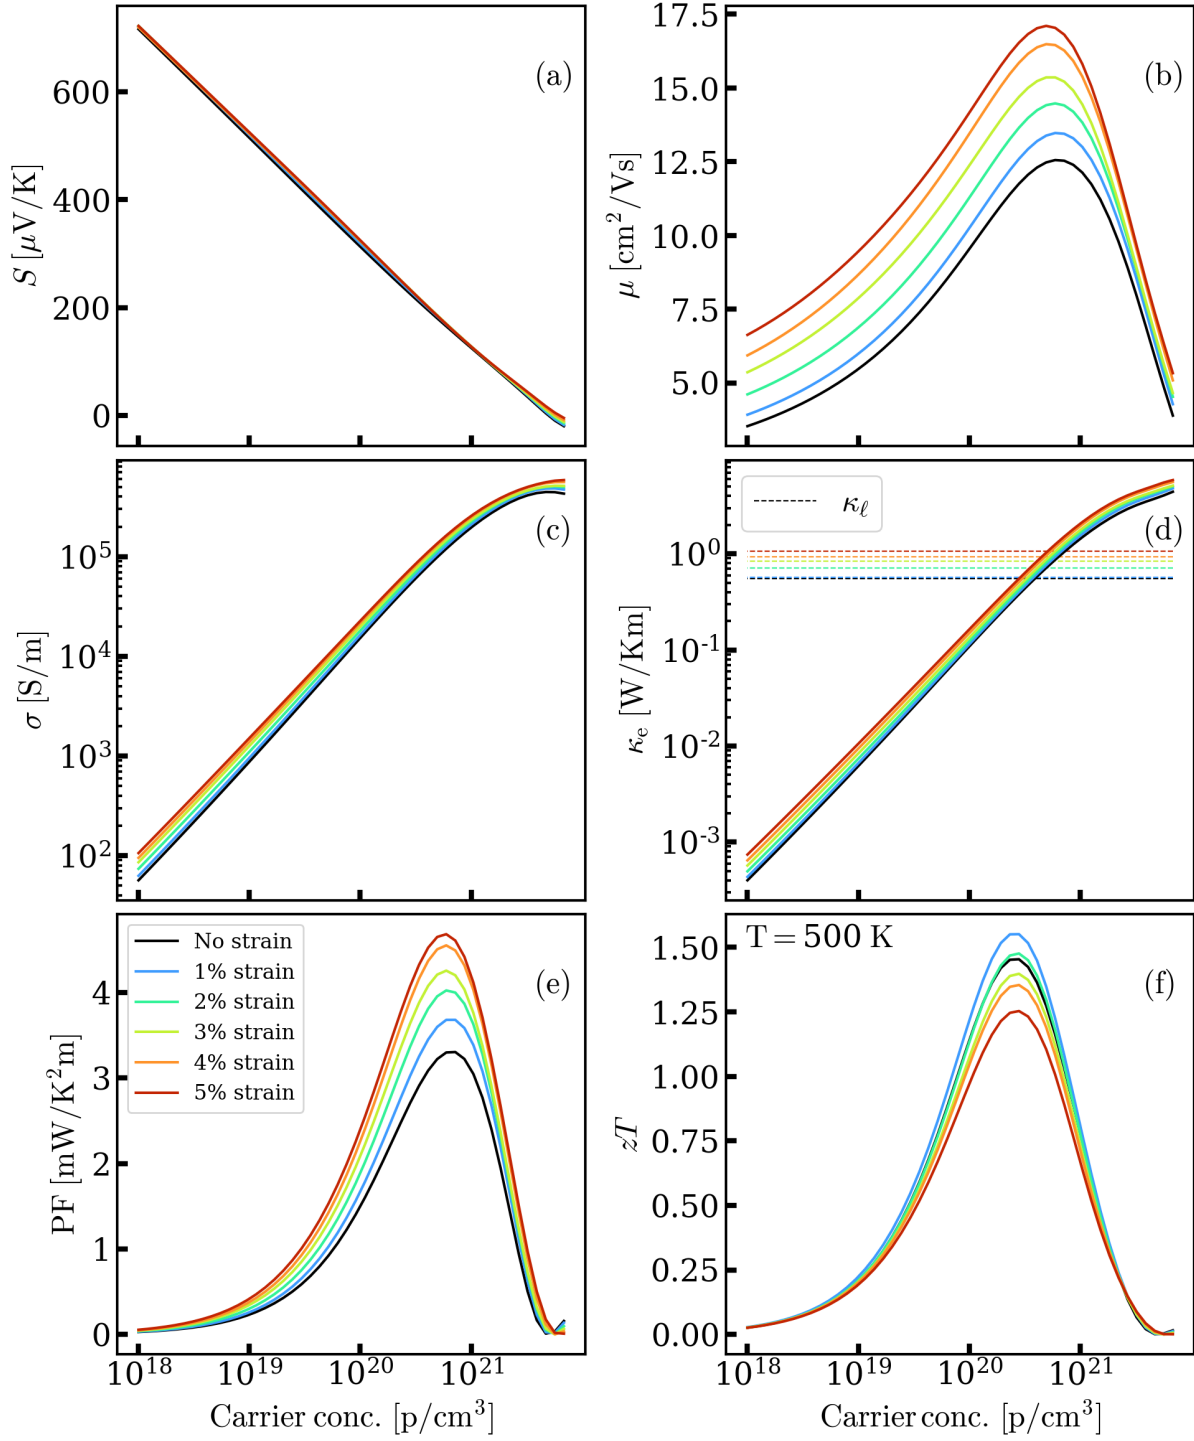 (a)
S [μV/K]
600
400
200
0
(b)
μ [cm²/Vs]
17.5
15.0
12.5
10.0
7.5
5.0
(c)
σ [S/m]
10⁵
10⁴
10³
10²
(d)
κₑ [W/Km]
10⁰
10⁻¹
10⁻²
10⁻³
κ_ℓ
(e)
PF [mW/K²m]
4
3
2
1
0
No strain
1% strain
2% strain
3% strain
4% strain
5% strain
10¹⁸ 10¹⁹ 10²⁰ 10²¹
Carrier conc. [p/cm³]
T = 500 K
(f)
zT
1.50
1.25
1.00
0.75
0.50
0.25
0.00
10¹⁸ 10¹⁹ 10²⁰ 10²¹
Carrier conc. [p/cm³]